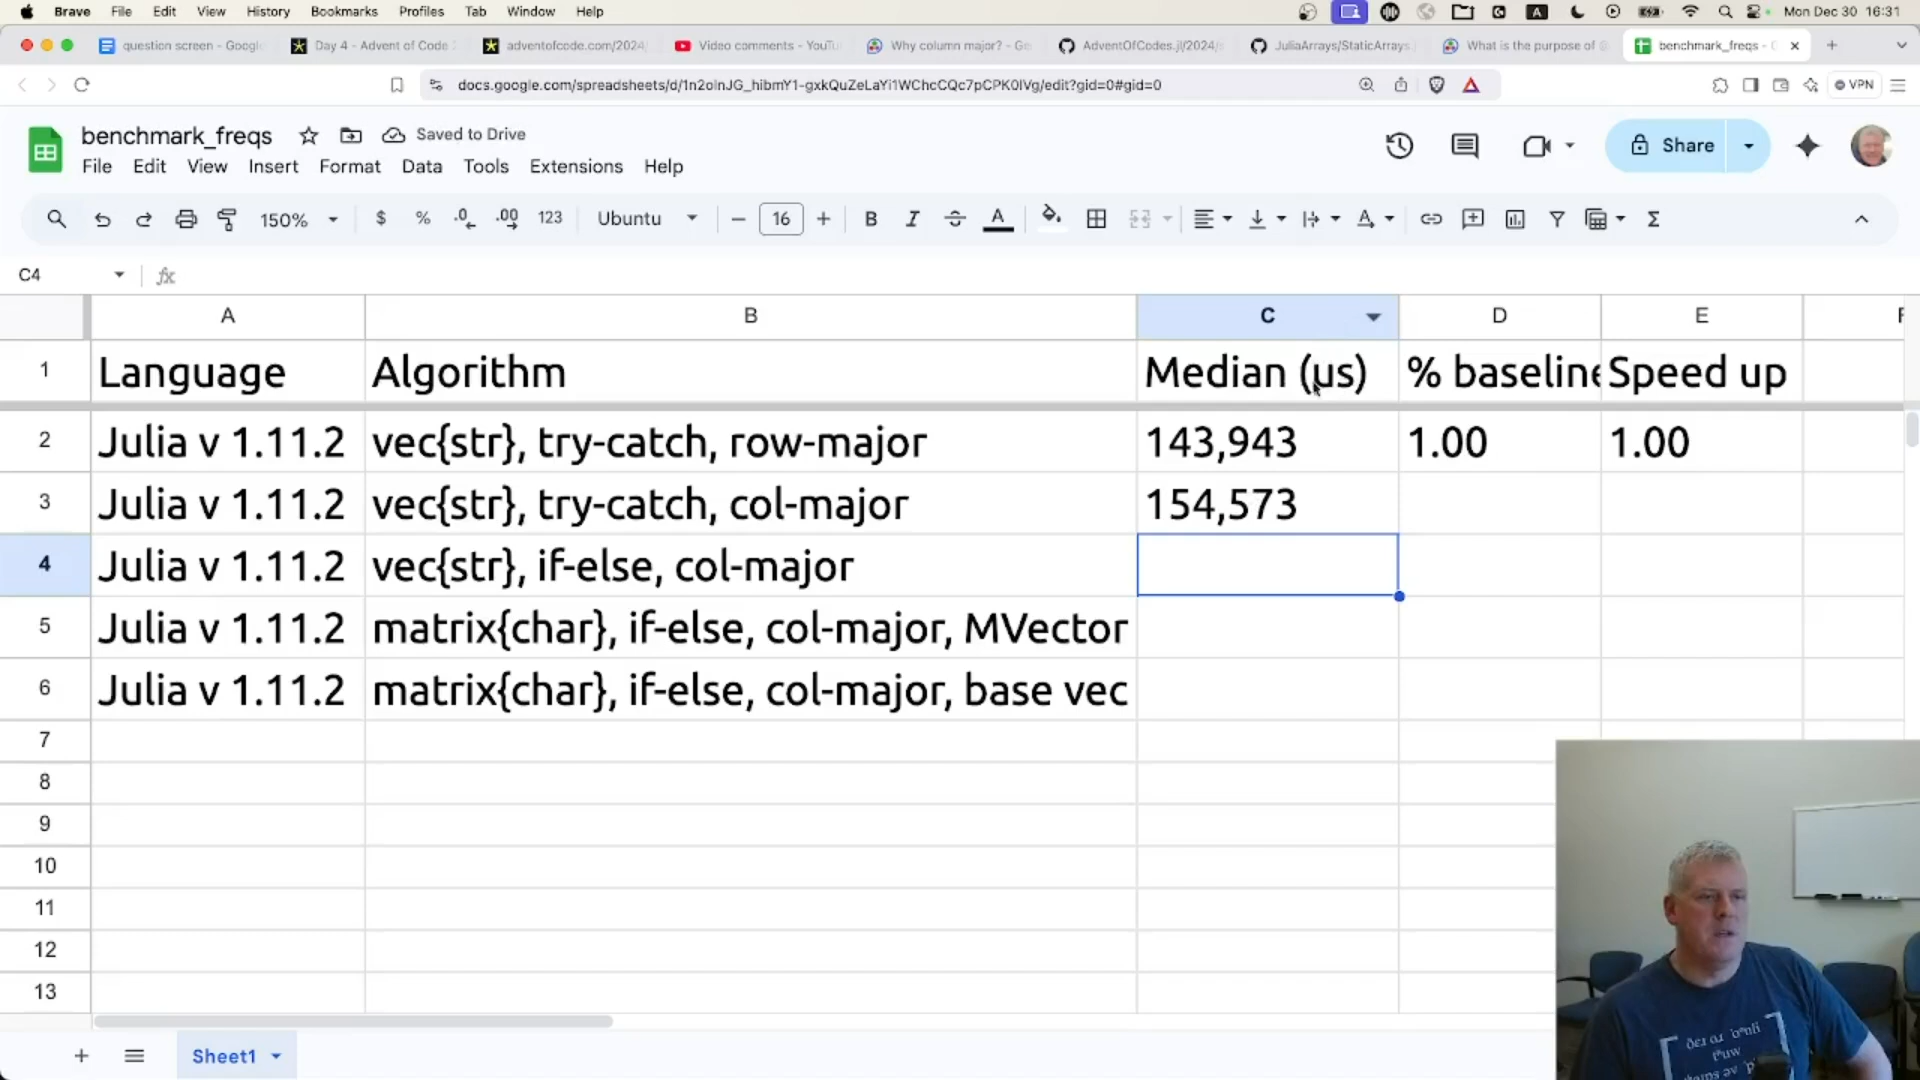 Brave File Edit View History Bookmarks Profiles Tab Window Help Mon Dec 30 16:31
question screen - Google Day 4 - Advent of Code adventofcode.com/2024/ Video comments - YouTu Why column major? - Ge AdventOfCodes.jl/2024/ JuliaArrays/StaticArrays. What is the purpose of benchmark_freqs -
docs.google.com/spreadsheets/d/1n2oInJG_hibmY1-gxkQuZeLaYi1WChcCQc7pCPK0IVg/edit?gid=0#gid=0 VPN
benchmark_freqs Saved to Drive
File Edit View Insert Format Data Tools Extensions Help Share
150% $ % .0 .00 123 Ubuntu 16 B I A
C4 fx
A B C D E F
1 Language Algorithm Median (us) % baseline Speed up
2 Julia v 1.11.2 vec{str}, try-catch, row-major 143,943 1.00 1.00
3 Julia v 1.11.2 vec{str}, try-catch, col-major 154,573
4 Julia v 1.11.2 vec{str}, if-else, col-major
5 Julia v 1.11.2 matrix{char}, if-else, col-major, MVector
6 Julia v 1.11.2 matrix{char}, if-else, col-major, base vec
7
8
9
10
11
12
13
Sheet1